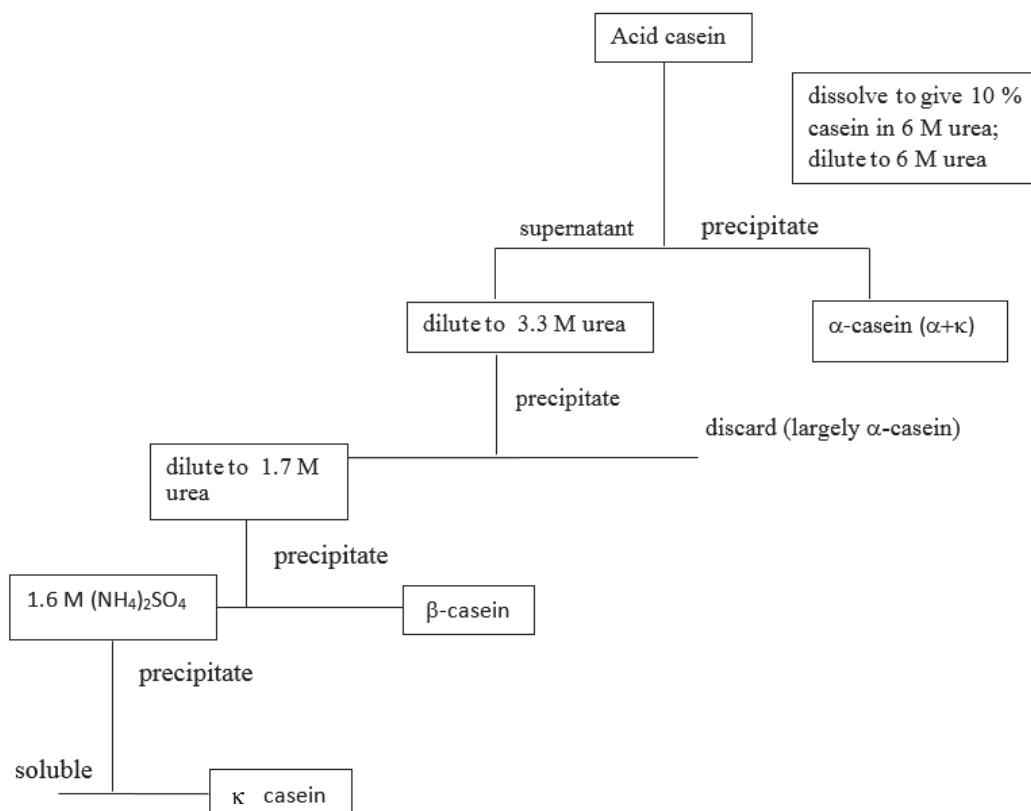 Acid casein
dissolve to give 10 %
casein in 6 M urea;
dilute to 6 M urea
supernatant
precipitate
dilute to 3.3 M urea
α-casein (α+κ)
precipitate
discard (largely α-casein)
dilute to 1.7 M
urea
precipitate
1.6 M (NH₄)₂SO₄
β-casein
precipitate
soluble
κ casein